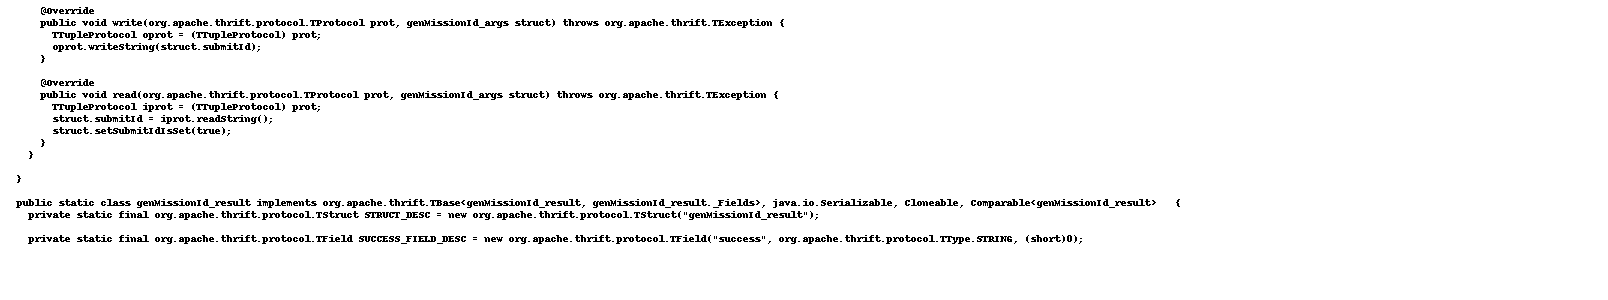 @Override
public void write(org.apache.thrift.protocol.TProtocol prot, genMissionId_args struct) throws org.apache.thrift.TException {
TTupleProtocol oprot = (TTupleProtocol) prot;
oprot.writeString(struct.submitId);
}
@Override
public void read(org.apache.thrift.protocol.TProtocol prot, genMissionId_args struct) throws org.apache.thrift.TException {
TTupleProtocol iprot = (TTupleProtocol) prot;
struct.submitId = iprot.readString();
struct.setSubmitIdIsSet(true);
}
}
}
public static class genMissionId_result implements org.apache.thrift.TBase<genMissionId_result, genMissionId_result._Fields>, java.io.Serializable, Cloneable, Comparable<genMissionId_result>   {
private static final org.apache.thrift.protocol.TStruct STRUCT_DESC = new org.apache.thrift.protocol.TStruct("genMissionId_result");
private static final org.apache.thrift.protocol.TField SUCCESS_FIELD_DESC = new org.apache.thrift.protocol.TField("success", org.apache.thrift.protocol.TType.STRING, (short)0);